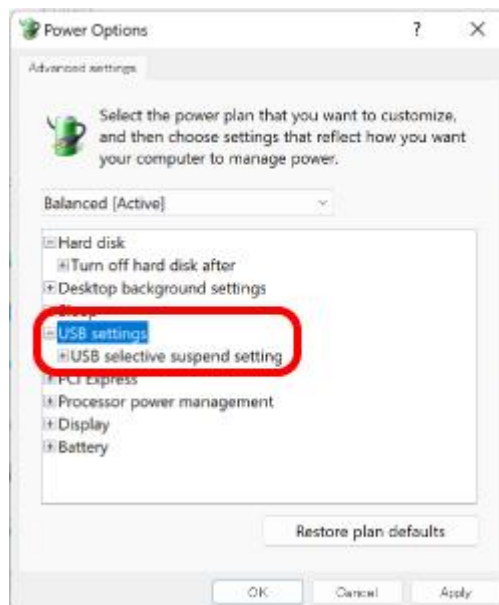 Power Options
Advanced settings
Select the power plan that you want to customize,
and then choose settings that reflect how you want
your computer to manage power.
Balanced [Active]
Hard disk
Turn off hard disk after
Desktop background settings
Sleep
USB settings
USB selective suspend setting
PCI Express
Processor power management
Display
Battery
Restore plan defaults
OK Cancel Apply